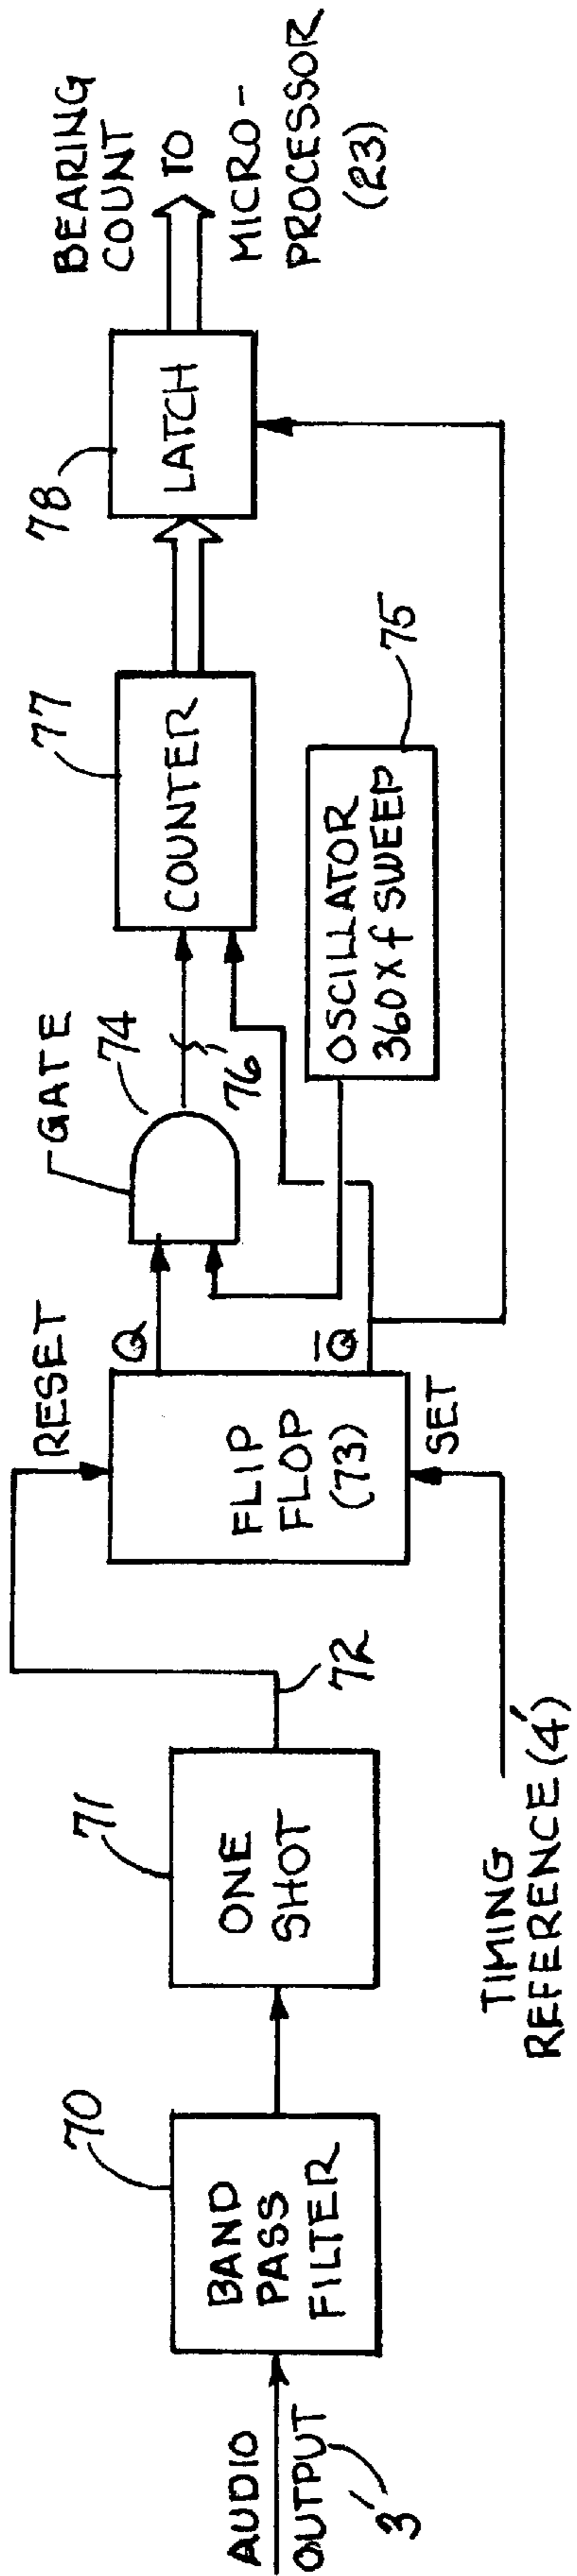 AUDIO
OUTPUT
3'
70
BAND
PASS
FILTER
71
ONE
SHOT
72
TIMING
REFERENCE (4')
RESET
FLIP
FLOP
(73)
SET
Q
Q̅
GATE
74
76
77
COUNTER
OSCILLATOR
360 x f SWEEP
75
78
LATCH
BEARING
COUNT
TO
MICRO-
PROCESSOR
(23)